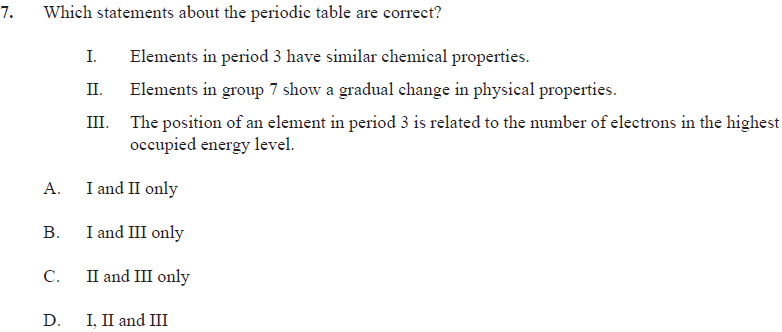 7. Which statements about the periodic table are correct?
I. Elements in period 3 have similar chemical properties.
II. Elements in group 7 show a gradual change in physical properties.
III. The position of an element in period 3 is related to the number of electrons in the highest
occupied energy level.
A. I and II only
B. I and III only
C. II and III only
D. I, II and III